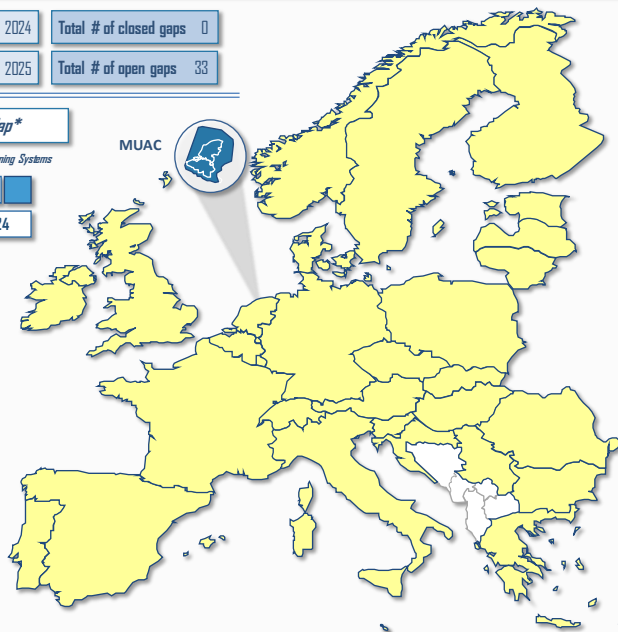 2024
Total # of closed gaps 0
2025
Total # of open gaps 33
MUAC